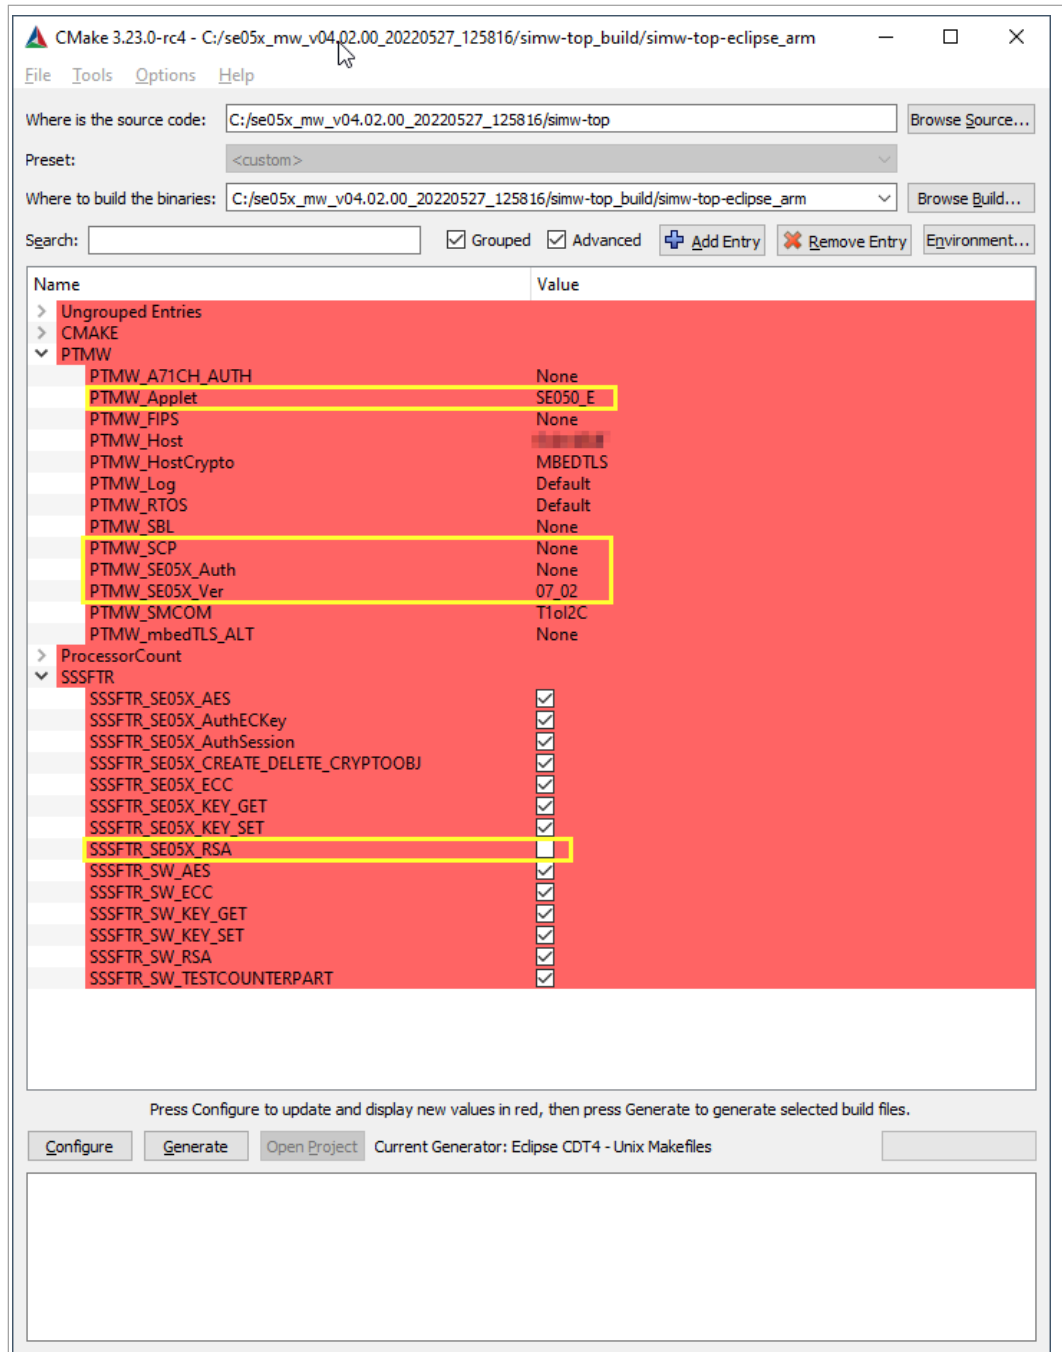 CMake 3.23.0-rc4 - C:/se05x_mw_v04.02.00_20220527_125816/simw-top_build/simw-top-eclipse_arm
File Tools Options Help
Where is the source code: C:/se05x_mw_v04.02.00_20220527_125816/simw-top Browse Source...
Preset: <custom>
Where to build the binaries: C:/se05x_mw_v04.02.00_20220527_125816/simw-top_build/simw-top-eclipse_arm Browse Build...
Search: Grouped Advanced Add Entry Remove Entry Environment...
Name Value
Ungrouped Entries
CMAKE
PTMW
PTMW_A71CH_AUTH None
PTMW_Applet SE050_E
PTMW_FIPS None
PTMW_Host
PTMW_HostCrypto MBEDTLS
PTMW_Log Default
PTMW_RTOS Default
PTMW_SBL None
PTMW_SCP None
PTMW_SE05X_Auth None
PTMW_SE05X_Ver 07_02
PTMW_SMCOM T1oI2C
PTMW_mbedTLS_ALT None
ProcessorCount
SSSFTR
SSSFTR_SE05X_AES
SSSFTR_SE05X_AuthECKey
SSSFTR_SE05X_AuthSession
SSSFTR_SE05X_CREATE_DELETE_CRYPTOOBJ
SSSFTR_SE05X_ECC
SSSFTR_SE05X_KEY_GET
SSSFTR_SE05X_KEY_SET
SSSFTR_SE05X_RSA
SSSFTR_SW_AES
SSSFTR_SW_ECC
SSSFTR_SW_KEY_GET
SSSFTR_SW_KEY_SET
SSSFTR_SW_RSA
SSSFTR_SW_TESTCOUNTERPART
Press Configure to update and display new values in red, then press Generate to generate selected build files.
Configure Generate Open Project Current Generator: Eclipse CDT4 - Unix Makefiles